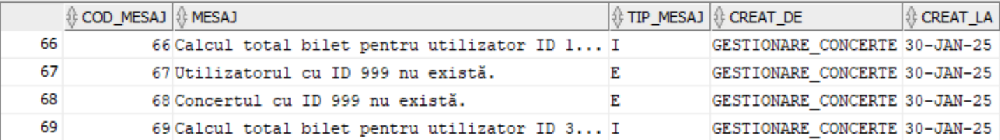 COD_MESAJ MESAJ TIP_MESAJ CREAT_DE CREAT_LA
66 66 Calcul total bilet pentru utilizator ID 1... I GESTIONARE_CONCERTE 30-JAN-25
67 67 Utilizatorul cu ID 999 nu există. E GESTIONARE_CONCERTE 30-JAN-25
68 68 Concertul cu ID 999 nu există. E GESTIONARE_CONCERTE 30-JAN-25
69 69 Calcul total bilet pentru utilizator ID 3... I GESTIONARE_CONCERTE 30-JAN-25